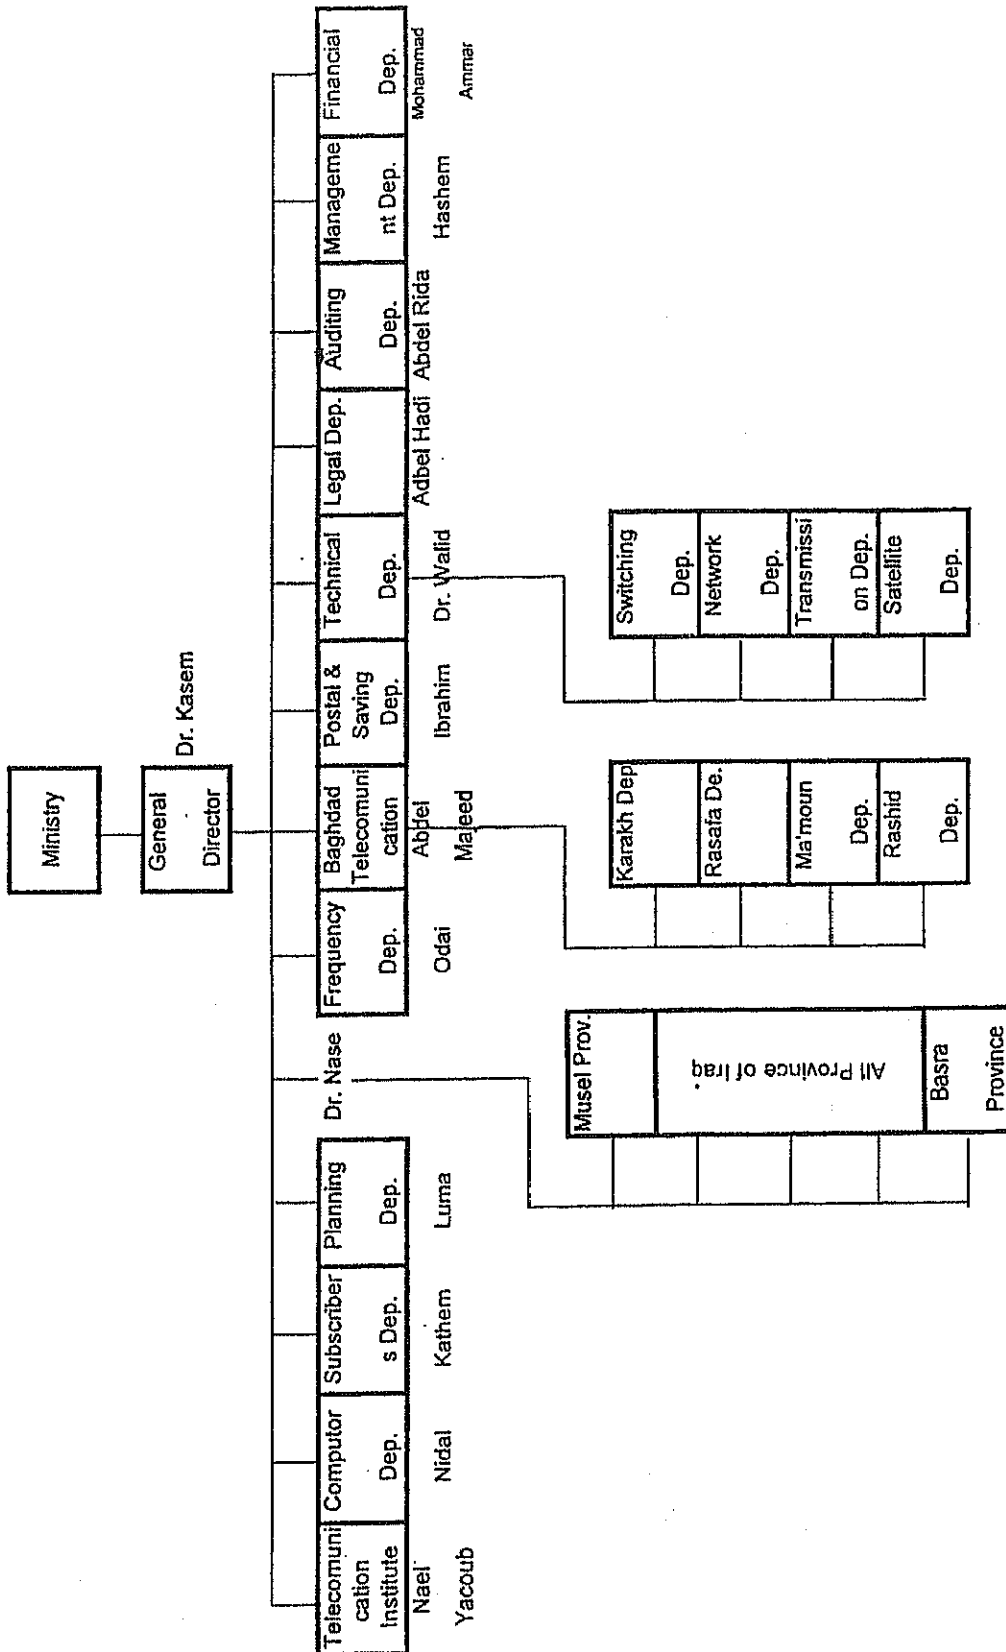 Ministry
General
Director
Dr. Kasem
Telecomuni
cation
Institute
Nael
Yacoub
Computor
Dep.
Nidal
Subscriber
s Dep.
Kathem
Planning
Dep.
Luma
Dr. Nase
Frequency
Dep.
Odai
Baghdad
Telecomuni
cation
Abdel
Majeed
Postal &
Saving
Dep.
Ibrahim
Technical
Dep.
Dr. Walid
Legal Dep.
Adbel Hadi
Auditing
Dep.
Abdel Rida
Manageme
nt Dep.
Hashem
Financial
Dep.
Mohammad
Ammar
Musel Prov.
All Province of Iraq
Basra
Province
Karakh Dep
Rasafa De.
Ma'moun
Dep.
Rashid
Dep.
Switching
Dep.
Network
Dep.
Transmissi
on Dep.
Satellite
Dep.